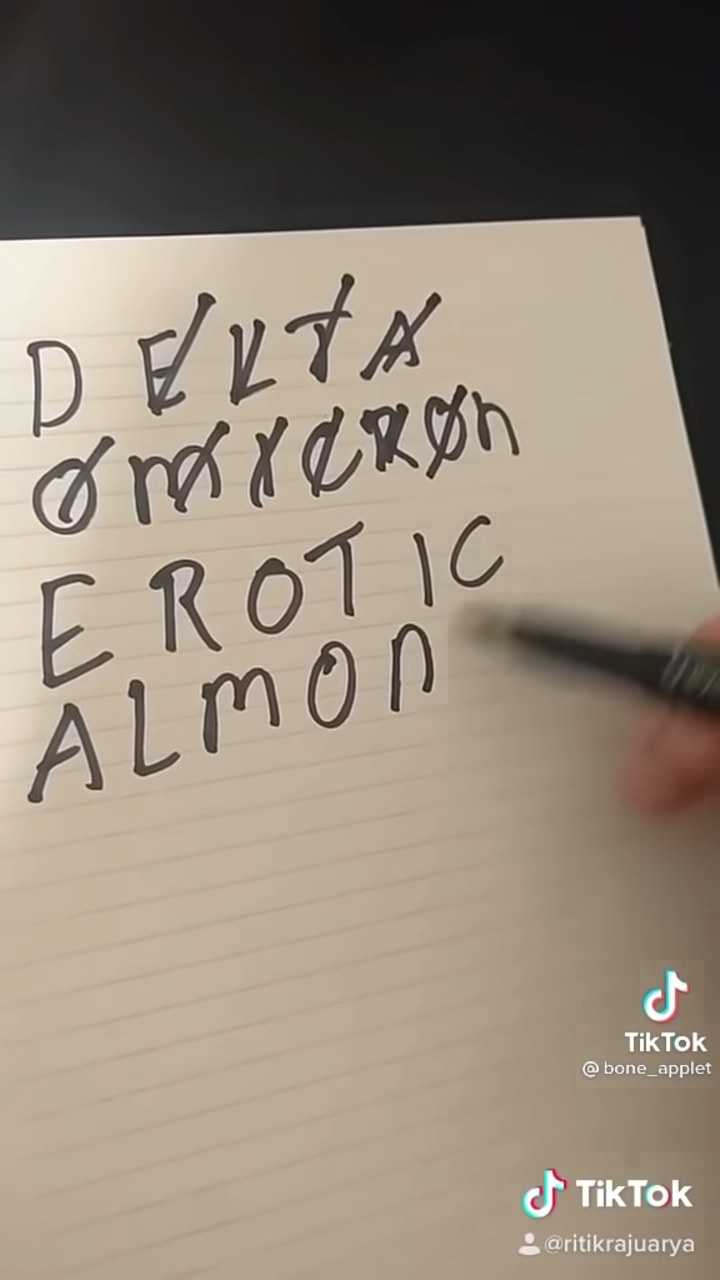 DELTA
OMICRON
EROTIC
ALMON
TikTok
@bone_applet
TikTok
@ritikrajuarya